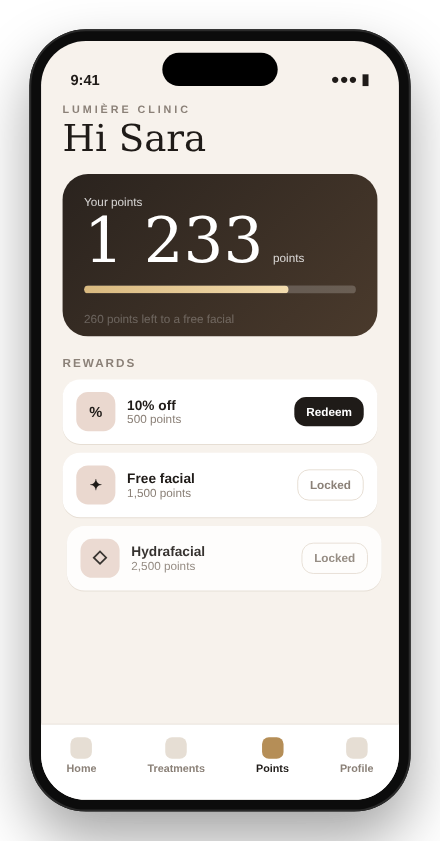 9:41
LUMIÈRE CLINIC
Hi Sara
Your points
1 233 points
260 points left to a free facial
REWARDS
%
10% off
500 points
Redeem
Free facial
1,500 points
Locked
Hydrafacial
2,500 points
Locked
Home Treatments Points Profile